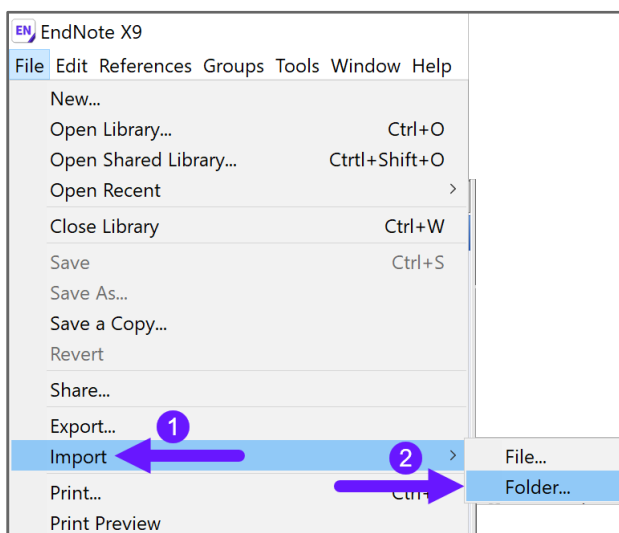 EN EndNote X9
File Edit References Groups Tools Window Help
New...
Open Library... Ctrl+O
Open Shared Library... Ctrtl+Shift+O
Open Recent >
Close Library Ctrl+W
Save Ctrl+S
Save As...
Save a Copy...
Revert
Share...
Export... 1
Import 2 > File...
Folder...
Print...
Print Preview